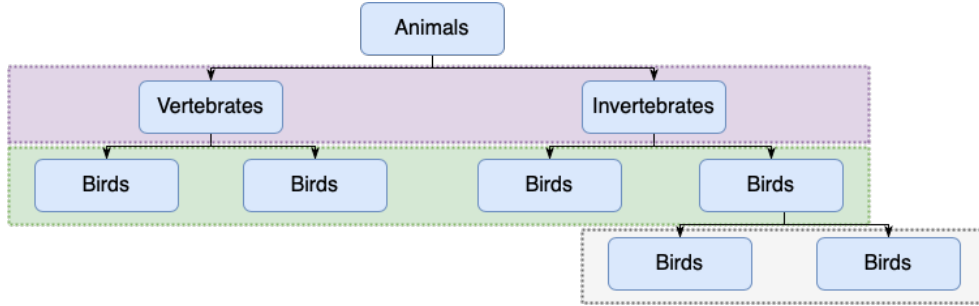 Animals
Vertebrates
Invertebrates
Birds
Birds
Birds
Birds
Birds
Birds